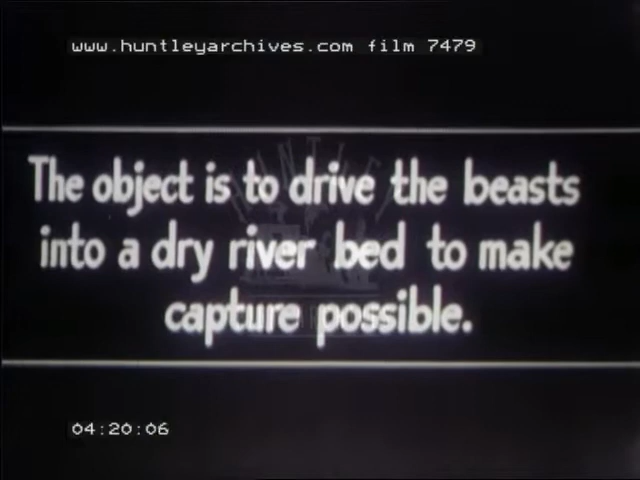 www.huntleyarchives.com film 7479
The object is to drive the beasts
into a dry river bed to make
capture possible.
04:20:06